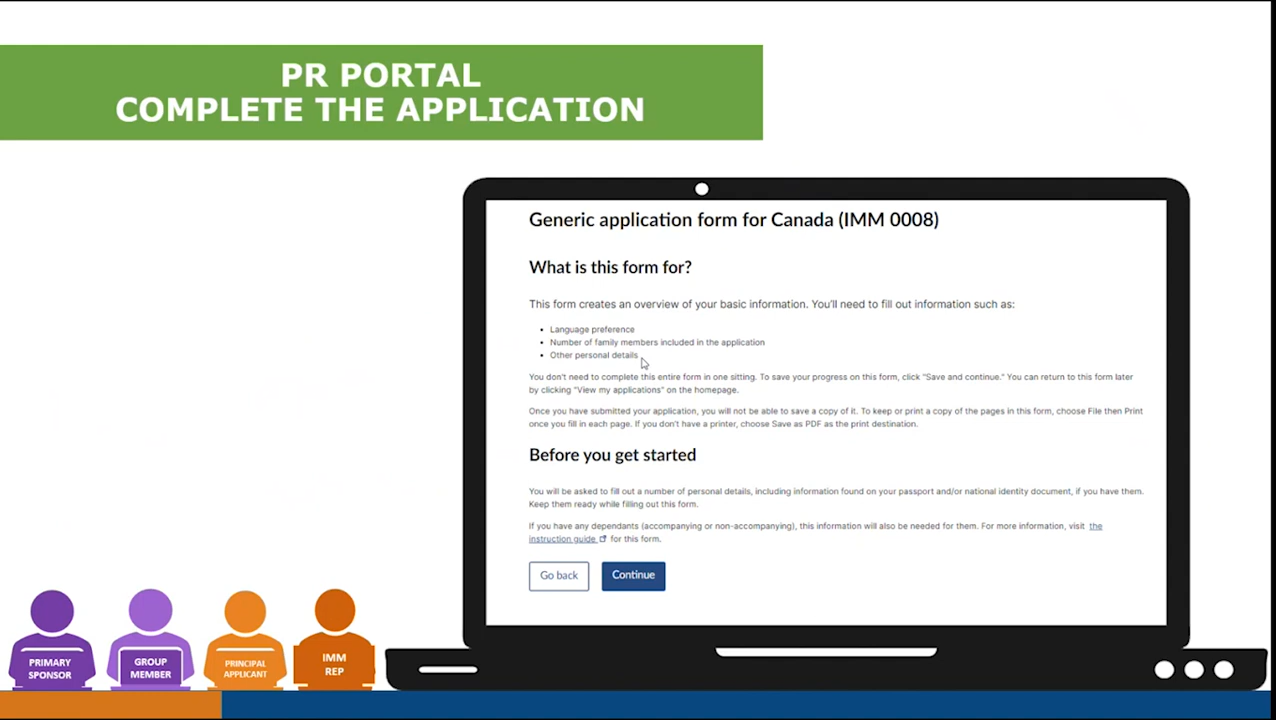 PR PORTAL
COMPLETE THE APPLICATION
Generic application form for Canada (IMM 0008)
What is this form for?
This form creates an overview of your basic information. You'll need to fill out information such as:
• Language preference
• Number of family members included in the application
• Other personal details
You don't need to complete this entire form in one sitting. To save your progress on this form, click "Save and continue." You can return to this form later
by clicking "View my applications" on the homepage.
Once you have submitted your application, you will not be able to save a copy of it. To keep or print a copy of the pages in this form, choose File then Print
once you fill in each page. If you don't have a printer, choose Save as PDF as the print destination.
Before you get started
You will be asked to fill out a number of personal details, including information found on your passport and/or national identity document, if you have them.
Keep them ready while filling out this form.
If you have any dependants (accompanying or non-accompanying), this information will also be needed for them. For more information, visit the
instruction guide for this form.
Go back
Continue
PRIMARY
SPONSOR
GROUP
MEMBER
PRINCIPAL
APPLICANT
IMM
REP